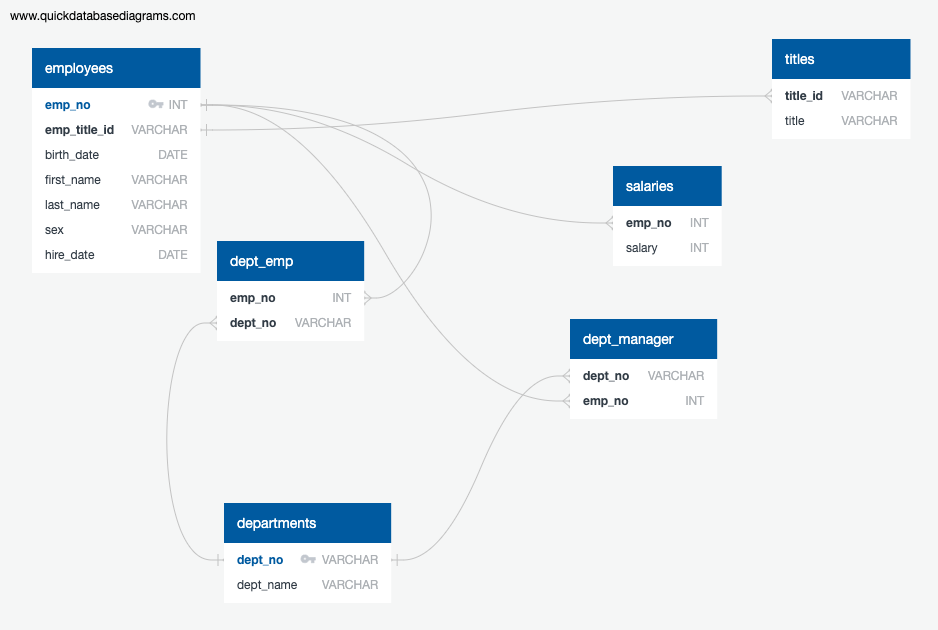 www.quickdatabasediagrams.com
employees
emp_no INT
emp_title_id VARCHAR
birth_date DATE
first_name VARCHAR
last_name VARCHAR
sex VARCHAR
hire_date DATE
titles
title_id VARCHAR
title VARCHAR
salaries
emp_no INT
salary INT
dept_emp
emp_no INT
dept_no VARCHAR
dept_manager
dept_no VARCHAR
emp_no INT
departments
dept_no VARCHAR
dept_name VARCHAR